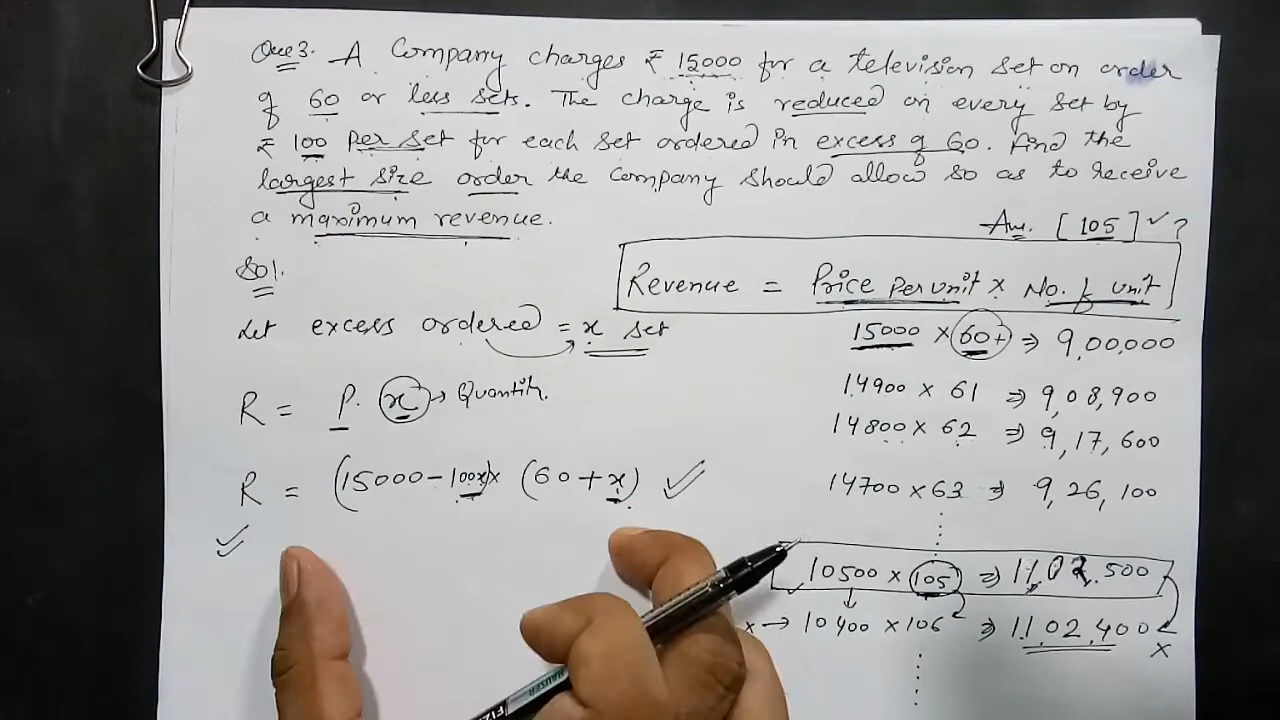 Que 3. A Company charges ₹ 15000 for a television set on order
of 60 or less sets. The charge is reduced on every set by
₹ 100 per set for each set ordered in excess of 60. Find the
largest size order the company should allow so as to receive
a maximum revenue.
Ans. [105] ✓ ?
Sol.
Revenue = Price per unit × No. of unit
Let excess ordered = x set
15000 × 60+ ⇒ 9,00,000
14900 × 61 ⇒ 9,08,900
R = P. x → Quantity.
14800 × 62 ⇒ 9,17,600
R = (15000-100x)× (60+x) ✓
14700 × 63 ⇒ 9,26,100
10500 × 105 ⇒ 11,02,500
x → 10400 × 106 ⇒ 11,02,400 x
HAUSER